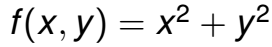 f(x, y) = x² + y²